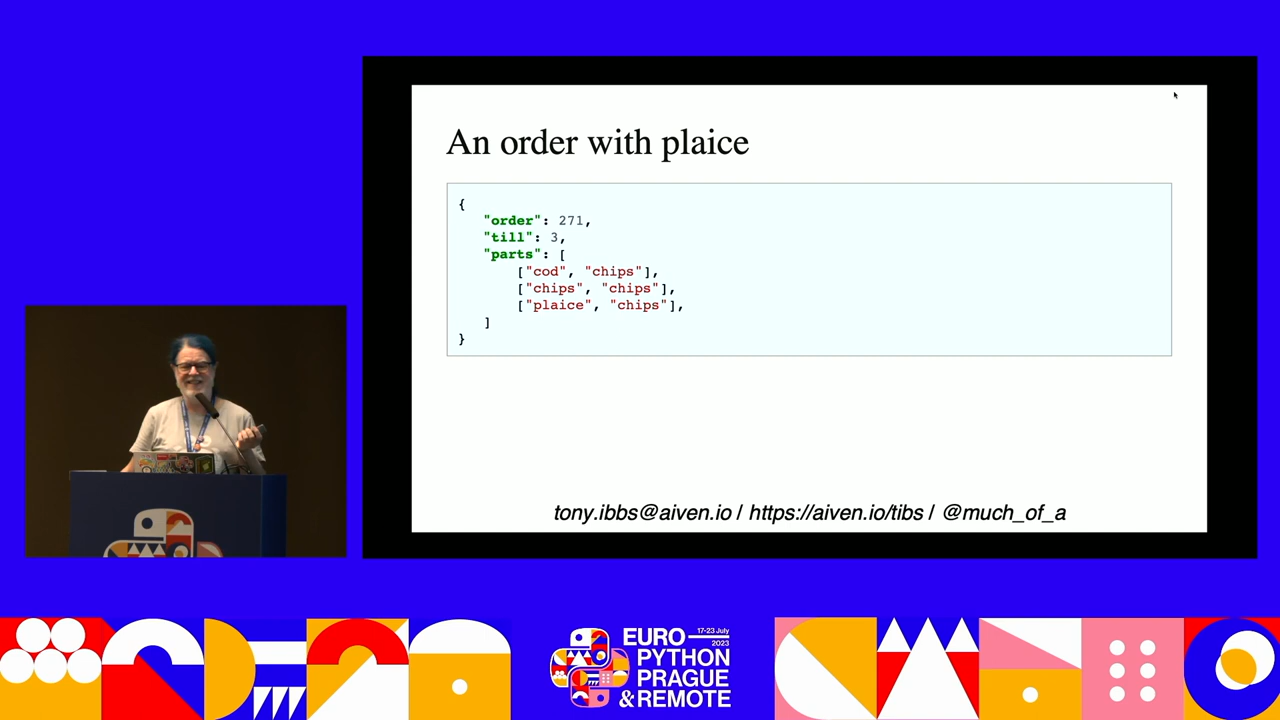 An order with plaice
{
"order": 271,
"till": 3,
"parts": [
["cod", "chips"],
["chips", "chips"],
["plaice", "chips"],
]
}
tony.ibbs@aiven.io / https://aiven.io/tibs / @much_of_a
EURO 17-23 July 2023
PYTHON
PRAGUE
& REMOTE